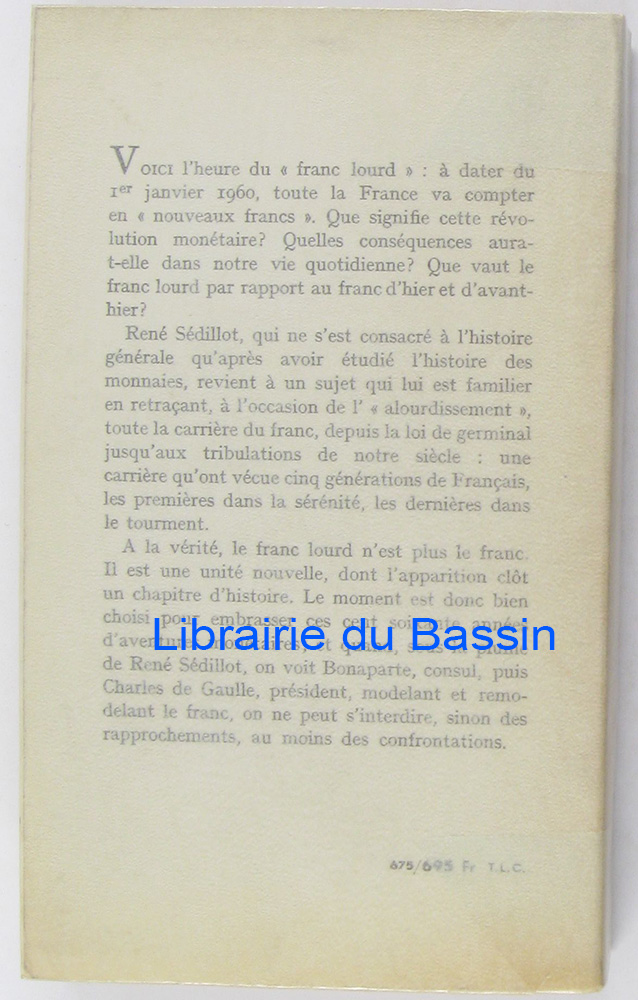 VOICI l'heure du « franc lourd » : à dater du
1er janvier 1960, toute la France va compter
en « nouveaux francs ». Que signifie cette révo-
lution monétaire? Quelles conséquences aura-
t-elle dans notre vie quotidienne? Que vaut le
franc lourd par rapport au franc d'hier et d'avant-
hier?
René Sédillot, qui ne s'est consacré à l'histoire
générale qu'après avoir étudié l'histoire des
monnaies, revient à un sujet qui lui est familier
en retraçant, à l'occasion de l' « alourdissement »,
toute la carrière du franc, depuis la loi de germinal
jusqu'aux tribulations de notre siècle : une
carrière qu'ont vécue cinq générations de Français,
les premières dans la sérénité, les dernières dans
le tourment.
A la vérité, le franc lourd n'est plus le franc.
Il est une unité nouvelle, dont l'apparition clôt
un chapitre d'histoire. Le moment est donc bien
choisi pour embrasser ces cent soixante années
d'aventures monétaires, et quand, sous la plume
Librairie du Bassin
de René Sédillot, on voit Bonaparte, consul, puis
Charles de Gaulle, président, modelant et remo-
delant le franc, on ne peut s'interdire, sinon des
rapprochements, au moins des confrontations.
675/695 Fr T.L.C.